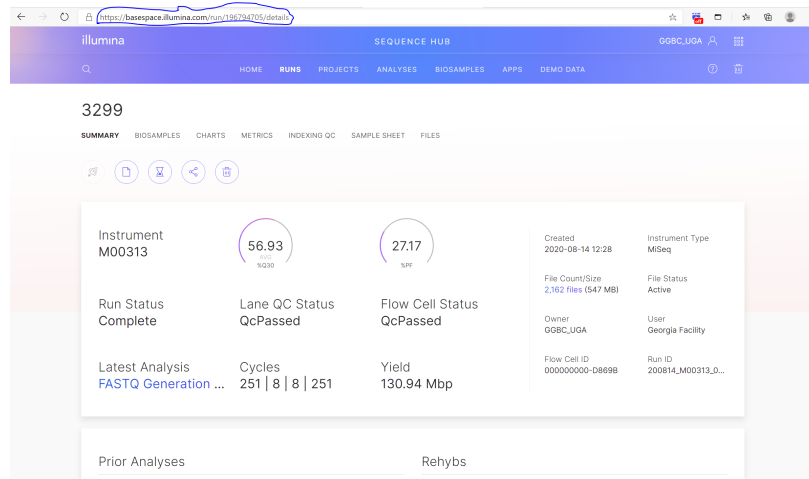 https://basespace.illumina.com/run/196794705/details
illumına
SEQUENCE HUB
GGBC_UGA
HOME RUNS PROJECTS ANALYSES BIOSAMPLES APPS DEMO DATA
3299
SUMMARY BIOSAMPLES CHARTS METRICS INDEXING QC SAMPLE SHEET FILES
Instrument
M00313
56.93
AVG
%Q30
27.17
%PF
Created
2020-08-14 12:28
Instrument Type
MiSeq
File Count/Size
2,162 files (547 MB)
File Status
Active
Run Status
Complete
Lane QC Status
QcPassed
Flow Cell Status
QcPassed
Owner
GGBC_UGA
User
Georgia Facility
Latest Analysis
FASTQ Generation ...
Cycles
251 | 8 | 8 | 251
Yield
130.94 Mbp
Flow Cell ID
000000000-D869B
Run ID
200814_M00313_0...
Prior Analyses
Rehybs